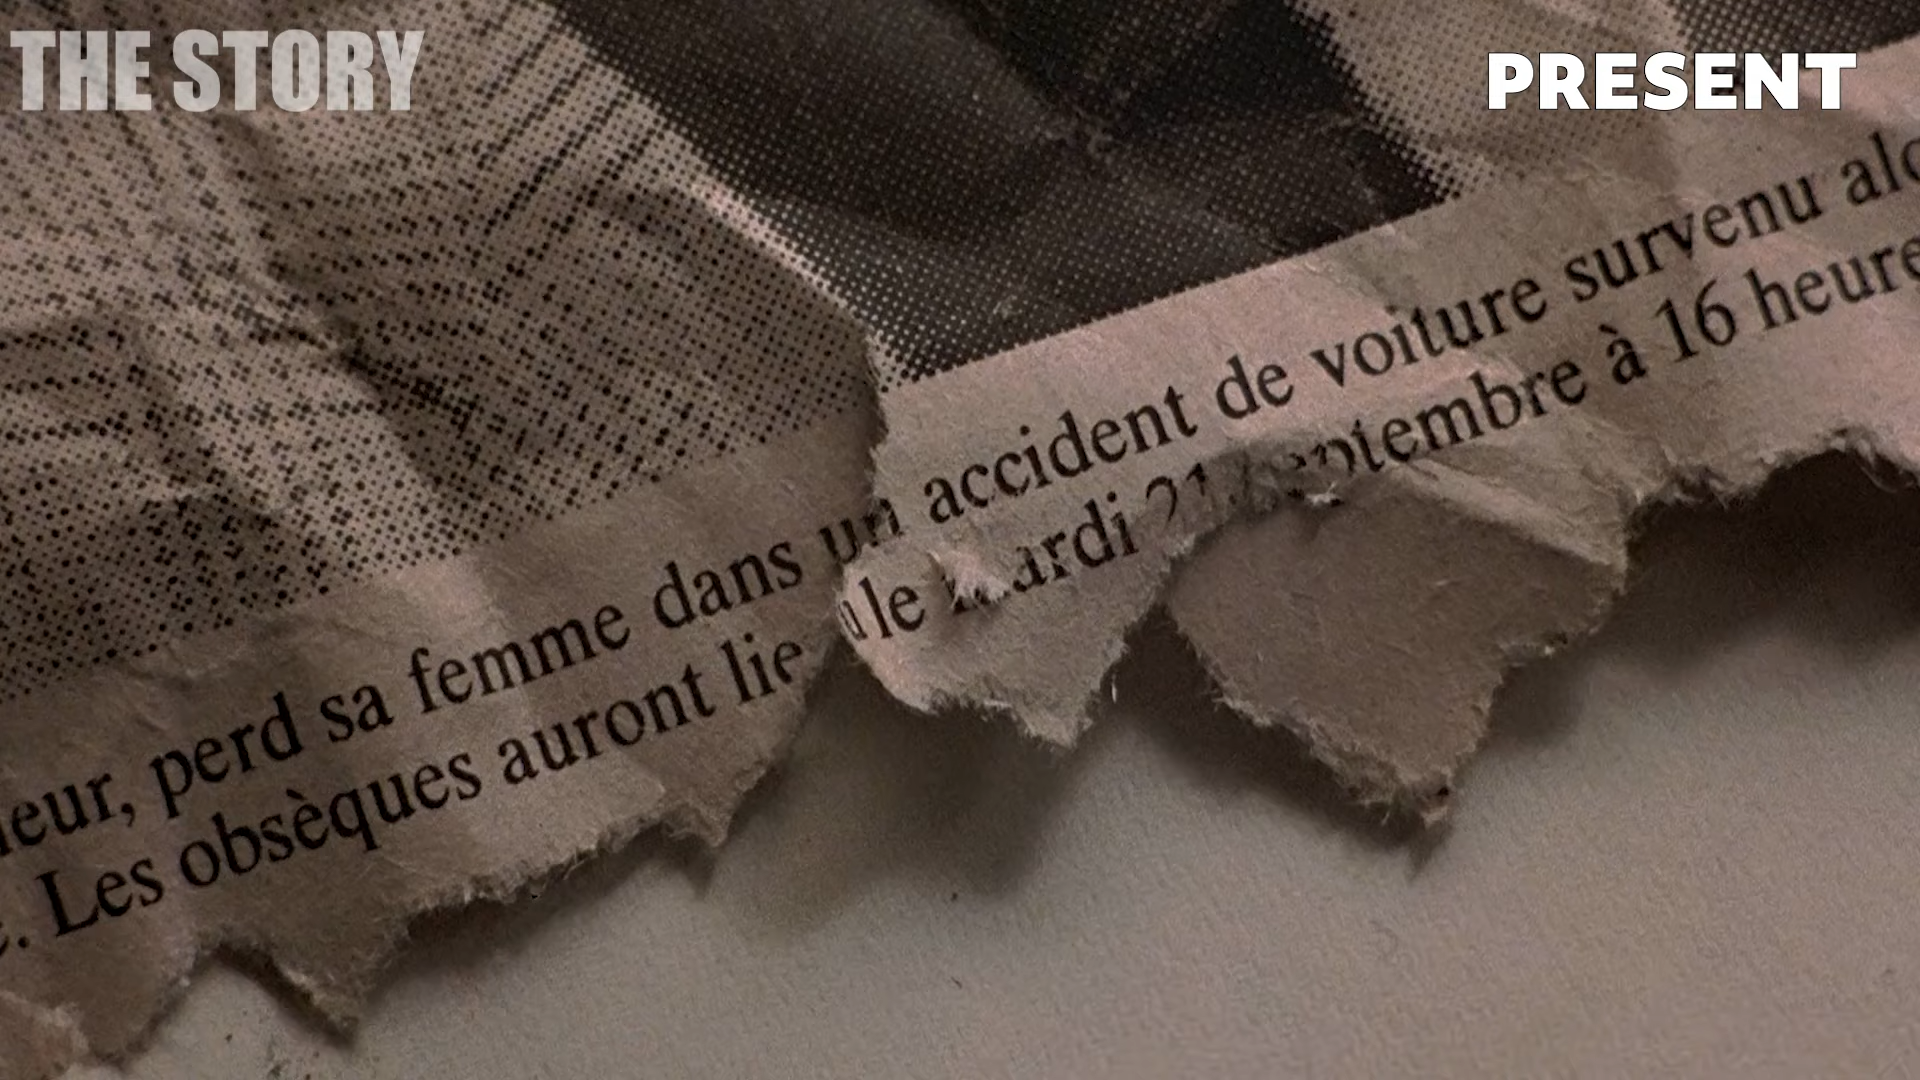 THE STORY
PRESENT
ieur, perd sa femme dans un accident de voiture survenu alo
. Les obsèques auront lie u le mardi 21 septembre à 16 heure